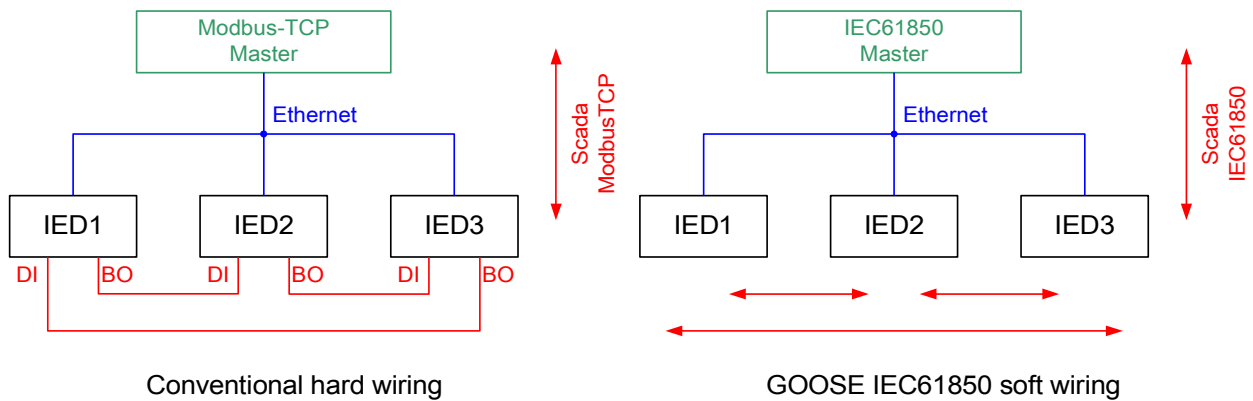 Modbus-TCP
Master
Ethernet
Scada
ModbusTCP
IED1
IED2
IED3
DI
BO
DI
BO
DI
BO
Conventional hard wiring
IEC61850
Master
Ethernet
Scada
IEC61850
IED1
IED2
IED3
GOOSE IEC61850 soft wiring